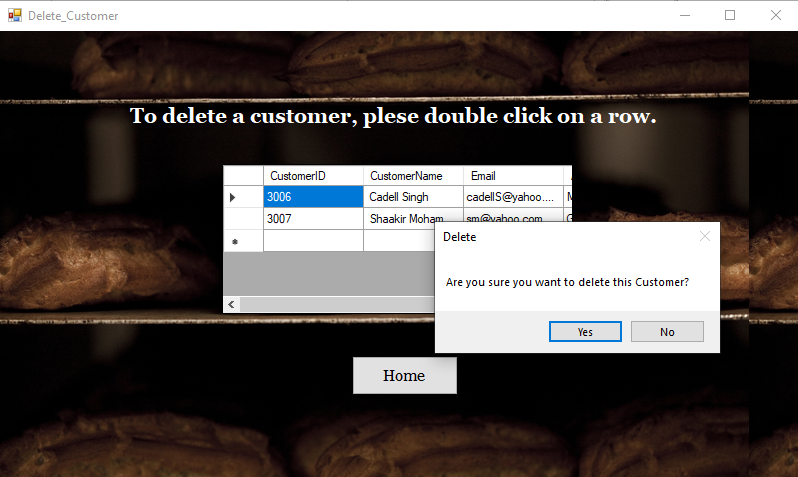 Delete_Customer
To delete a customer, plese double click on a row.
CustomerID CustomerName Email
3006 Cadell Singh cadellS@yahoo.... M
3007 Shaakir Moham sm@yahoo.com G
Delete
Are you sure you want to delete this Customer?
Yes No
Home